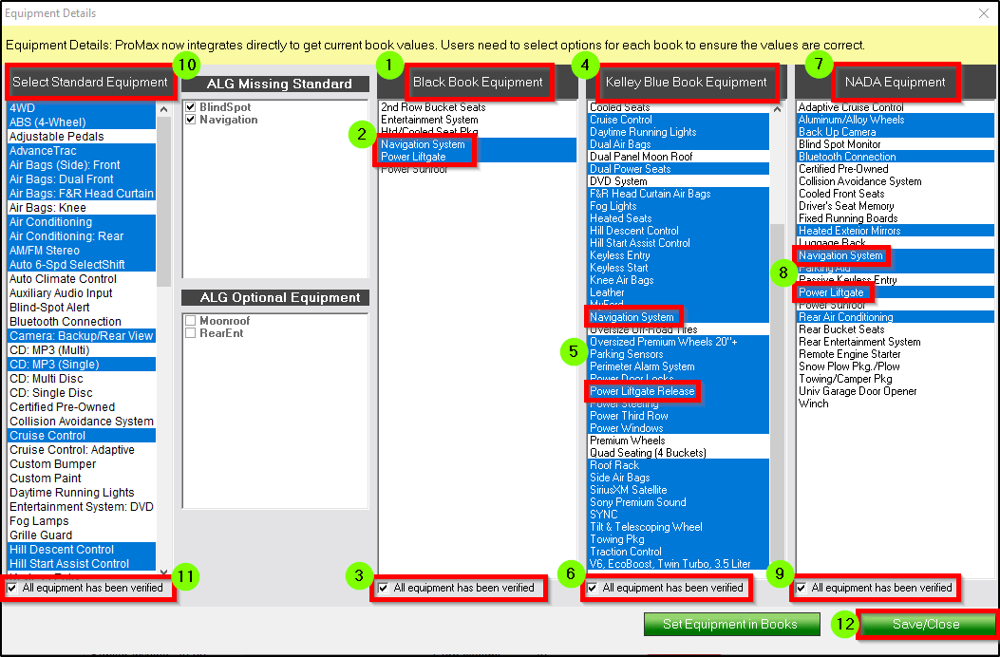 Equipment Details
Equipment Details: ProMax now integrates directly to get current book values. Users need to select options for each book to ensure the values are correct.
10
Select Standard Equipment
4WD
ABS (4-Wheel)
Adjustable Pedals
AdvanceTrac
Air Bags (Side): Front
Air Bags: Dual Front
Air Bags: F&R Head Curtain
Air Bags: Knee
Air Conditioning
Air Conditioning: Rear
AM/FM Stereo
Auto 6-Spd SelectShift
Auto Climate Control
Auxiliary Audio Input
Blind-Spot Alert
Bluetooth Connection
Camera: Backup/Rear View
CD: MP3 (Multi)
CD: MP3 (Single)
CD: Multi Disc
CD: Single Disc
Certified Pre-Owned
Collision Avoidance System
Cruise Control
Cruise Control: Adaptive
Custom Bumper
Custom Paint
Daytime Running Lights
Entertainment System: DVD
Fog Lamps
Grille Guard
Hill Descent Control
Hill Start Assist Control
11
All equipment has been verified
ALG Missing Standard
BlindSpot
Navigation
ALG Optional Equipment
Moonroof
RearEnt
1
Black Book Equipment
2nd Row Bucket Seats
Entertainment System
Htd/Cooled Seat Pkg
2
Navigation System
Power Liftgate
Power Sunroof
3
All equipment has been verified
4
Kelley Blue Book Equipment
Cooled Seats
Cruise Control
Daytime Running Lights
Dual Air Bags
Dual Panel Moon Roof
Dual Power Seats
DVD System
F&R Head Curtain Air Bags
Fog Lights
Heated Seats
Hill Descent Control
Hill Start Assist Control
Keyless Entry
Keyless Start
Knee Air Bags
Leather
MyFord
Navigation System
Oversize Off-Road Tires
5
Oversized Premium Wheels 20"+
Parking Sensors
Perimeter Alarm System
Power Door Locks
Power Liftgate Release
Power Steering
Power Third Row
Power Windows
Premium Wheels
Quad Seating (4 Buckets)
Roof Rack
Side Air Bags
SiriusXM Satellite
Sony Premium Sound
SYNC
Tilt & Telescoping Wheel
Towing Pkg
Traction Control
V6, EcoBoost, Twin Turbo, 3.5 Liter
6
All equipment has been verified
7
NADA Equipment
Adaptive Cruise Control
Aluminum/Alloy Wheels
Back Up Camera
Blind Spot Monitor
Bluetooth Connection
Certified Pre-Owned
Collision Avoidance System
Cooled Front Seats
Driver's Seat Memory
Fixed Running Boards
Heated Exterior Mirrors
Luggage Rack
Navigation System
8
Parking Aid
Passive Keyless Entry
Power Liftgate
Power Sunroof
Rear Air Conditioning
Rear Bucket Seats
Rear Entertainment System
Remote Engine Starter
Snow Plow Pkg./Plow
Towing/Camper Pkg
Univ Garage Door Opener
Winch
9
All equipment has been verified
Set Equipment in Books
12
Save/Close